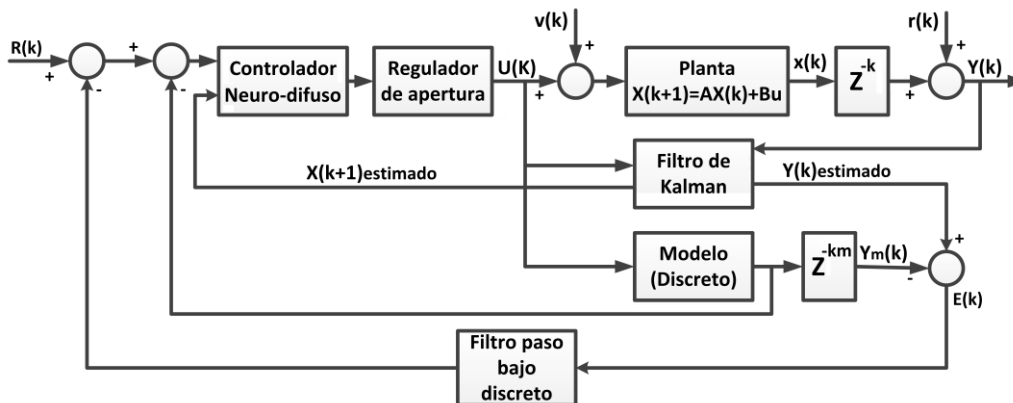 v(k)
r(k)
R(k)
+
-
+
-
Controlador
Neuro-difuso
Regulador
de apertura
U(K)
+
+
Planta
X(k+1)=AX(k)+Bu
x(k)
Z-k
+
+
Y(k)
X(k+1)estimado
Filtro de
Kalman
Y(k)estimado
Modelo
(Discreto)
Z-km
Ym(k)
+
-
E(k)
Filtro paso
bajo
discreto